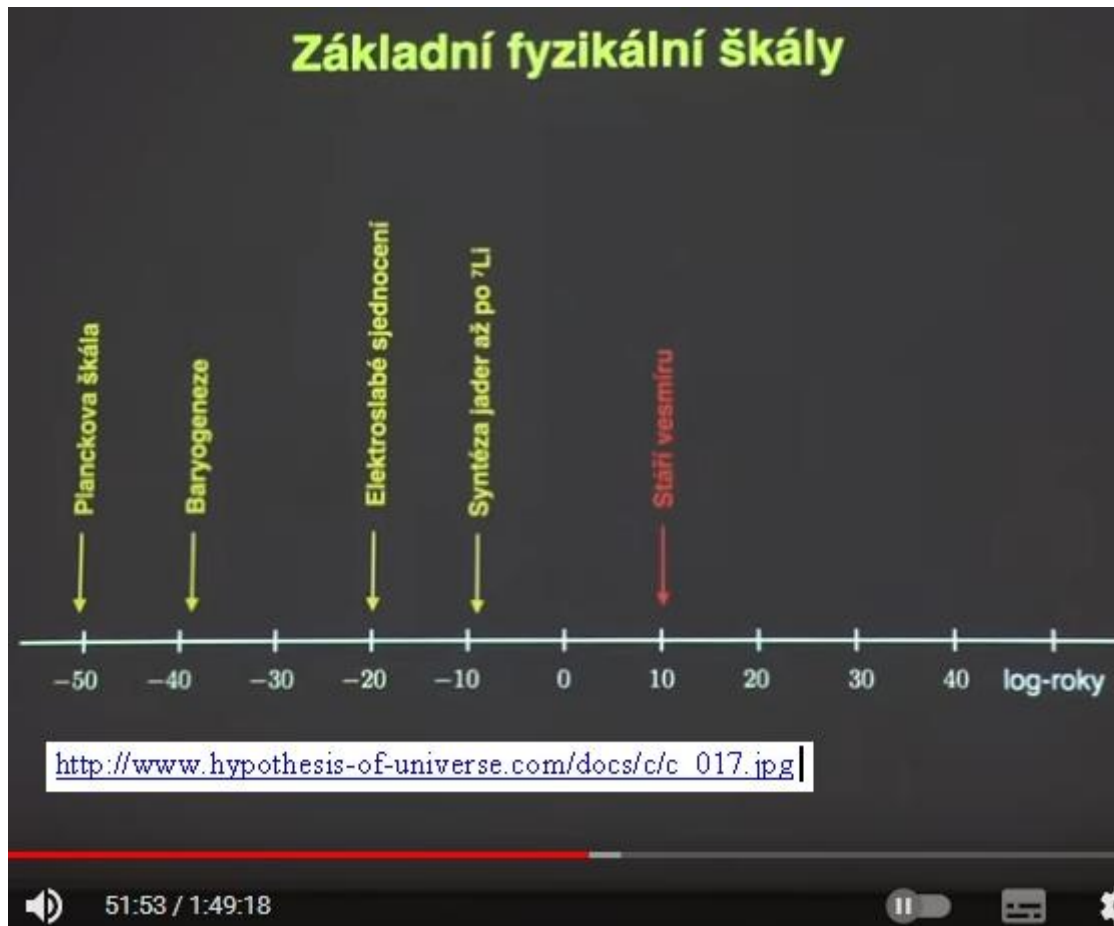 Základní fyzikální škály
Planckova škála
Baryogeneze
Elektroslabé sjednocení
Syntéza jader až po ⁷Li
Stáří vesmíru
−50 −40 −30 −20 −10 0 10 20 30 40 log-roky
http://www.hypothesis-of-universe.com/docs/c/c_017.jpg
51:53 / 1:49:18